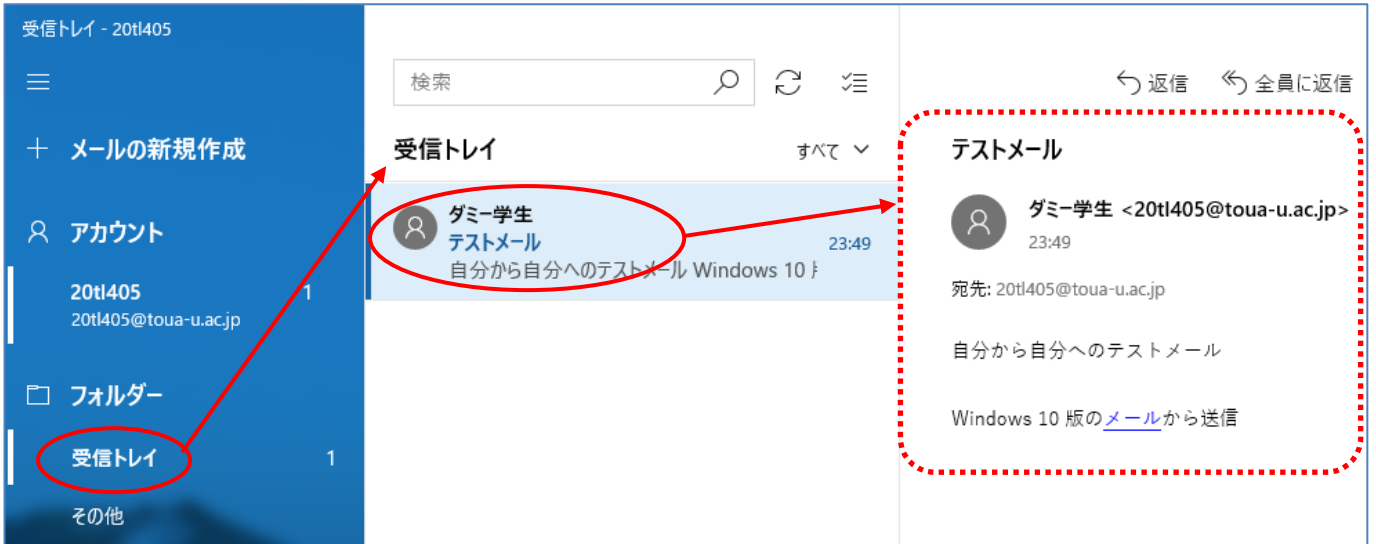 受信トレイ - 20tl405
メールの新規作成
アカウント
20tl405 1
20tl405@toua-u.ac.jp
フォルダー
受信トレイ 1
その他
検索
受信トレイ すべて
ダミー学生
テストメール 23:49
自分から自分へのテストメール Windows 10
返信 全員に返信
テストメール
ダミー学生 <20tl405@toua-u.ac.jp>
23:49
宛先: 20tl405@toua-u.ac.jp
自分から自分へのテストメール
Windows 10 版のメールから送信